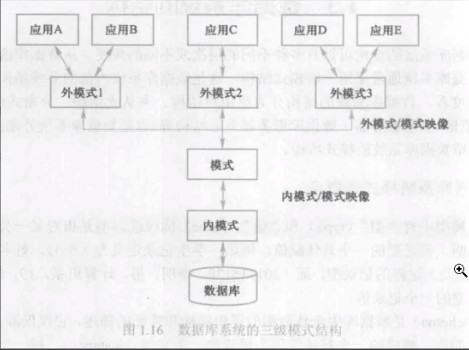 应用A
应用B
应用C
应用D
应用E
外模式1
外模式2
外模式3
外模式/模式映像
模式
内模式/模式映像
内模式
数据库
图 1.16 数据库系统的三级模式结构